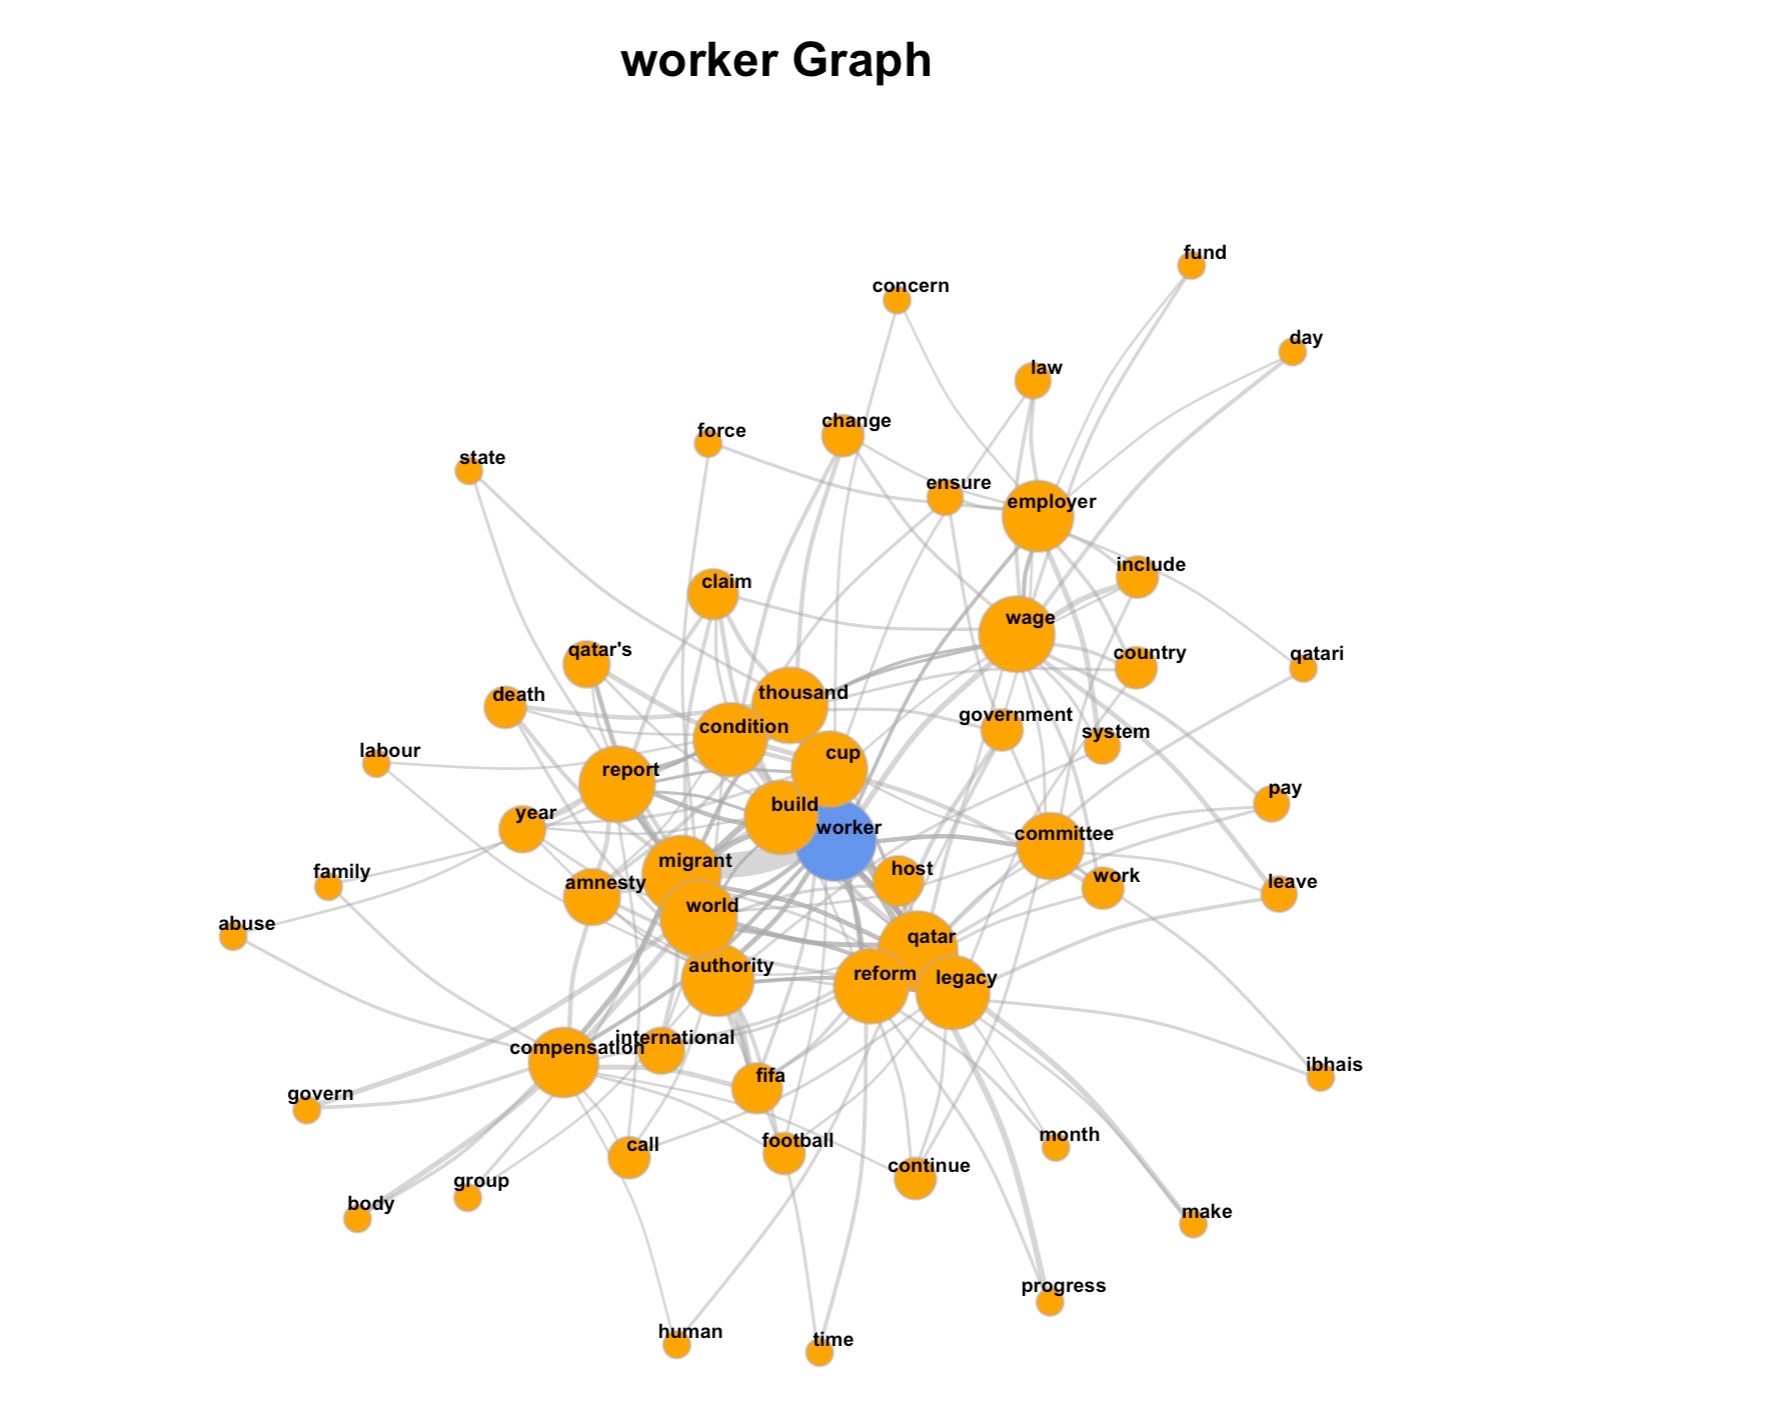 worker Graph
fund
concern
day
law
change
force
state
ensure
employer
include
claim
wage
qatar's
country
qatari
thousand
death
government
condition
system
labour
cup
report
pay
build
year
worker
committee
migrant
host
family
amnesty
work
leave
world
abuse
qatar
authority
reform
legacy
international
compensation
ibhais
fifa
govern
month
football
call
continue
group
body
make
progress
human
time